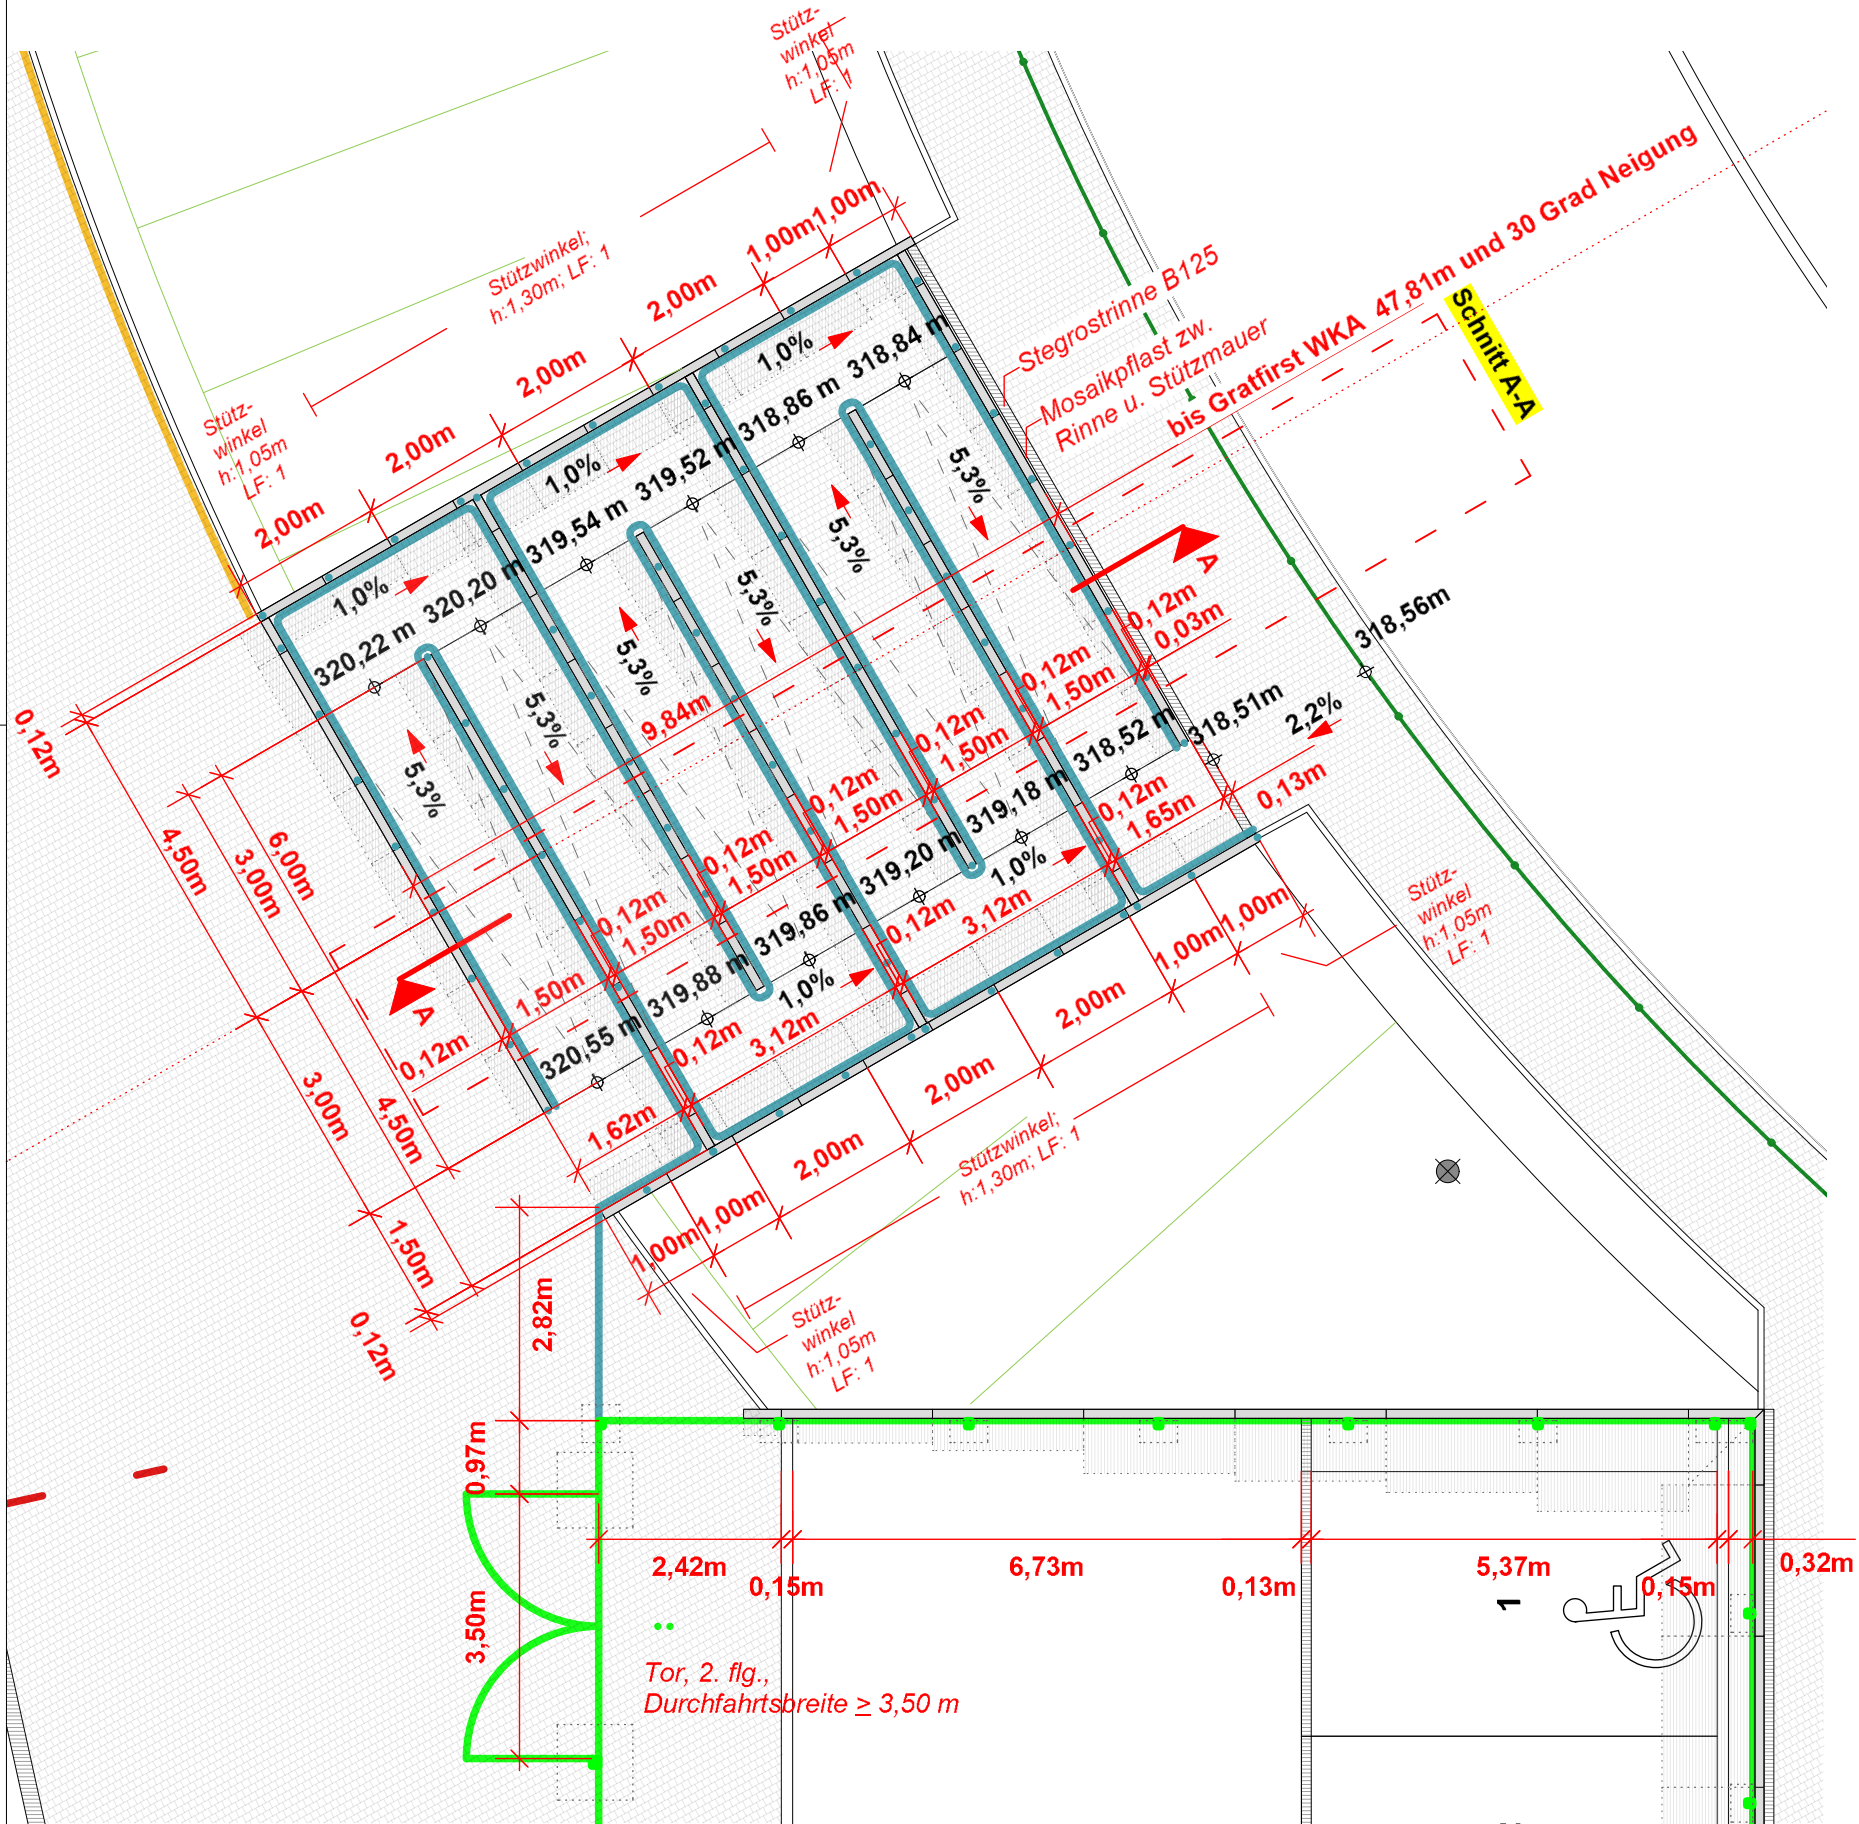 Stütz-
winkel
h:1,05m
LF: 1
1,00m
1,00m
2,00m
2,00m
2,00m
2,00m
Stützwinkel;
h:1,30m; LF: 1
Stütz-
winkel
h:1,05m
LF: 1
bis Gratfirst WKA 47,81m und 30 Grad Neigung
Schnitt A-A
Stegrostrinne B125
Mosaikpflast zw.
Rinne u. Stützmauer
1,0%
1,0%
1,0%
318,84 m
318,86 m
319,52 m
319,54 m
320,20 m
320,22 m
5,3%
5,3%
5,3%
5,3%
5,3%
5,3%
9,84m
A
0,12m
0,03m
318,56m
0,12m
1,50m
318,51m
2,2%
0,12m
1,50m
318,52 m
0,13m
0,12m
1,50m
319,18 m
0,12m
1,65m
0,12m
1,50m
319,20 m
1,0%
0,12m
1,50m
319,86 m
0,12m
3,12m
1,50m
319,88 m
1,0%
0,12m
320,55 m
0,12m
3,12m
A
1,62m
0,12m
4,50m
3,00m
6,00m
3,00m
4,50m
1,50m
0,12m
1,00m
1,00m
2,00m
2,00m
2,00m
1,00m
1,00m
Stütz-
winkel
h:1,05m
LF: 1
Stützwinkel;
h:1,30m; LF: 1
Stütz-
winkel
h:1,05m
LF: 1
2,82m
0,97m
3,50m
2,42m
0,15m
6,73m
0,13m
5,37m
0,15m
0,32m
1
Tor, 2. flg.,
Durchfahrtsbreite ≥ 3,50 m